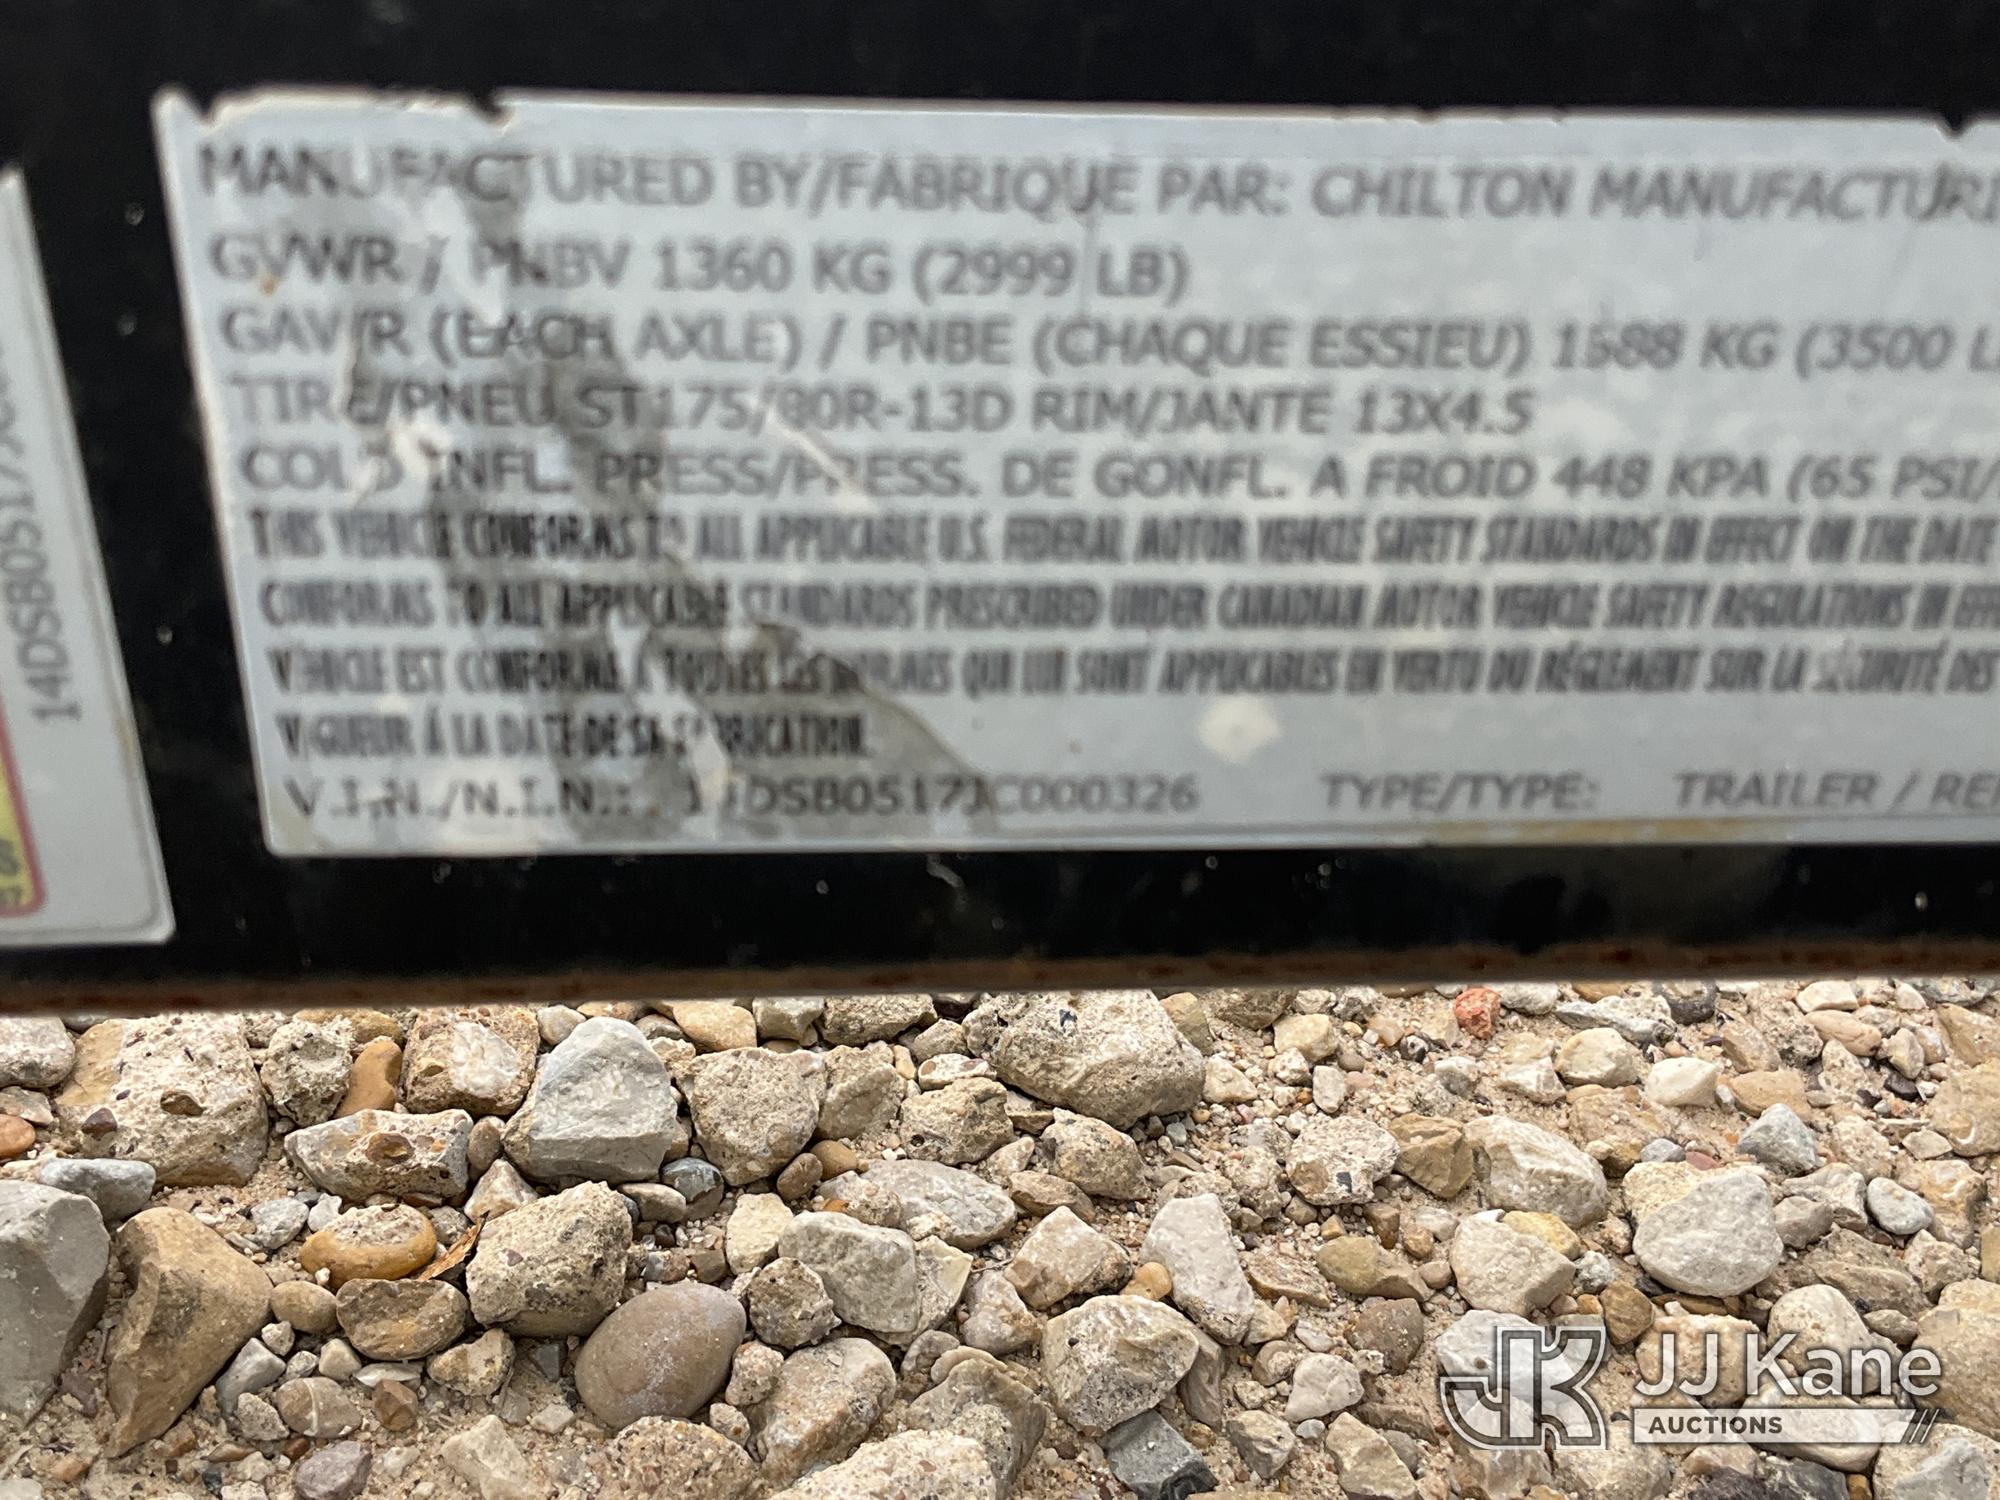 MANUFACTURED BY/FABRIQUE PAR: CHILTON MANUFACTURI
GVWR / PNBV 1360 KG (2999 LB)
GAWR (EACH AXLE) / PNBE (CHAQUE ESSIEU) 1588 KG (3500 L
TIRE/PNEU ST175/80R-13D RIM/JANTE 13X4.5
COLD INFL. PRESS/PRESS. DE GONFL. A FROID 448 KPA (65 PSI/
THIS VEHICLE CONFORMS TO ALL APPLICABLE U.S. FEDERAL MOTOR VEHICLE SAFETY STANDARDS IN EFFECT ON THE DATE
CONFORMS TO ALL APPLICABLE STANDARDS PRESCRIBED UNDER CANADIAN MOTOR VEHICLE SAFETY REGULATIONS IN EFFE
VÉHICLE EST CONFORME A TOUTES LES NORMES QUI LUI SONT APPLICABLES EN VERTU DU RÉGLEMENT SUR LA SÉCURITÉ DES
VIGUEUR Á LA DATE DE SA FABRICATION.
V.I.N./N.I.N.: 14DSB0517JC000326 TYPE/TYPE: TRAILER / RE
14DSB0517
JK JJ Kane
AUCTIONS